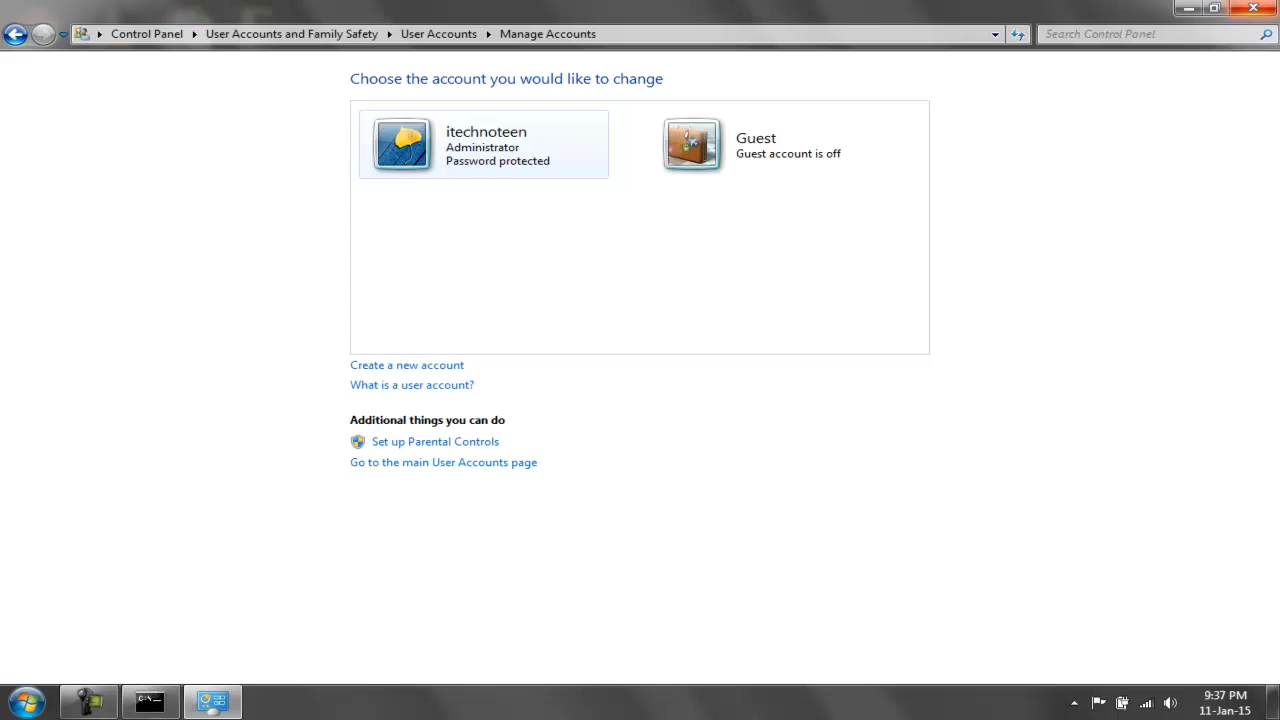 Control Panel User Accounts and Family Safety User Accounts Manage Accounts
Search Control Panel
Choose the account you would like to change
itechnoteen
Administrator
Password protected
Guest
Guest account is off
Create a new account
What is a user account?
Additional things you can do
Set up Parental Controls
Go to the main User Accounts page
C:\
9:37 PM
11-Jan-15